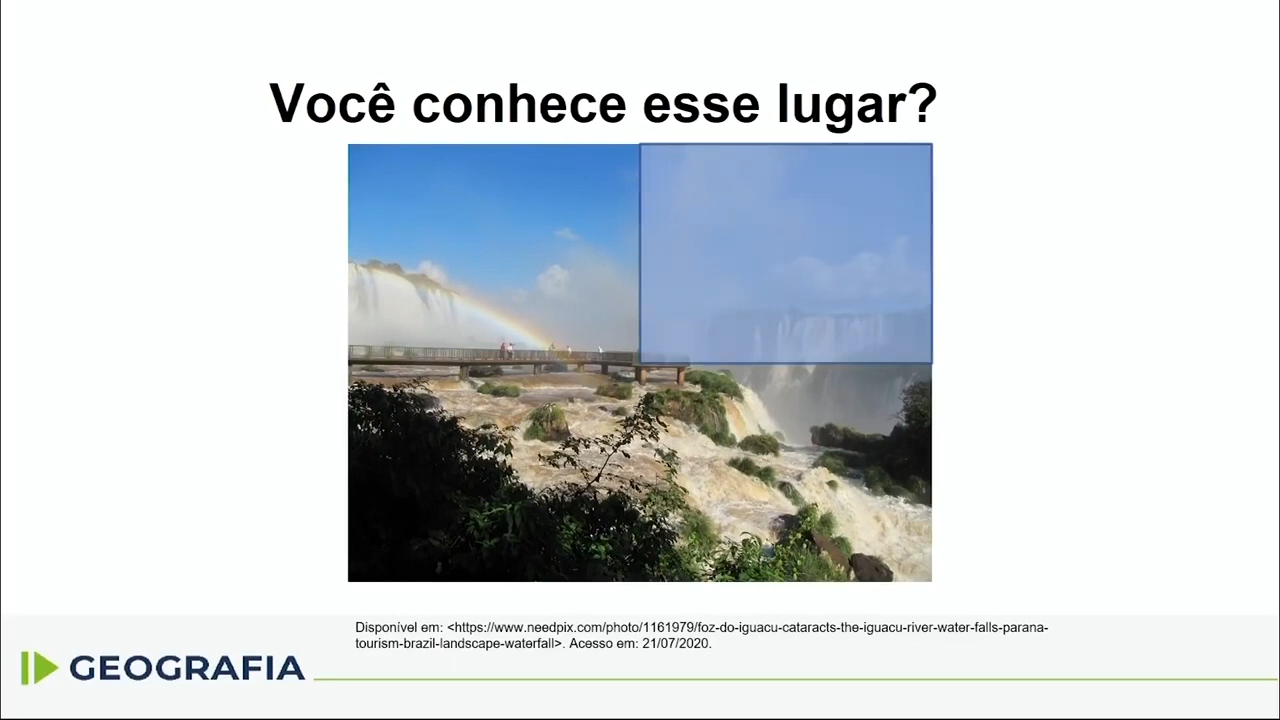 Você conhece esse lugar?
Disponível em: <https://www.needpix.com/photo/1161979/foz-do-iguacu-cataracts-the-iguacu-river-water-falls-parana-
tourism-brazil-landscape-waterfall>. Acesso em: 21/07/2020.
GEOGRAFIA